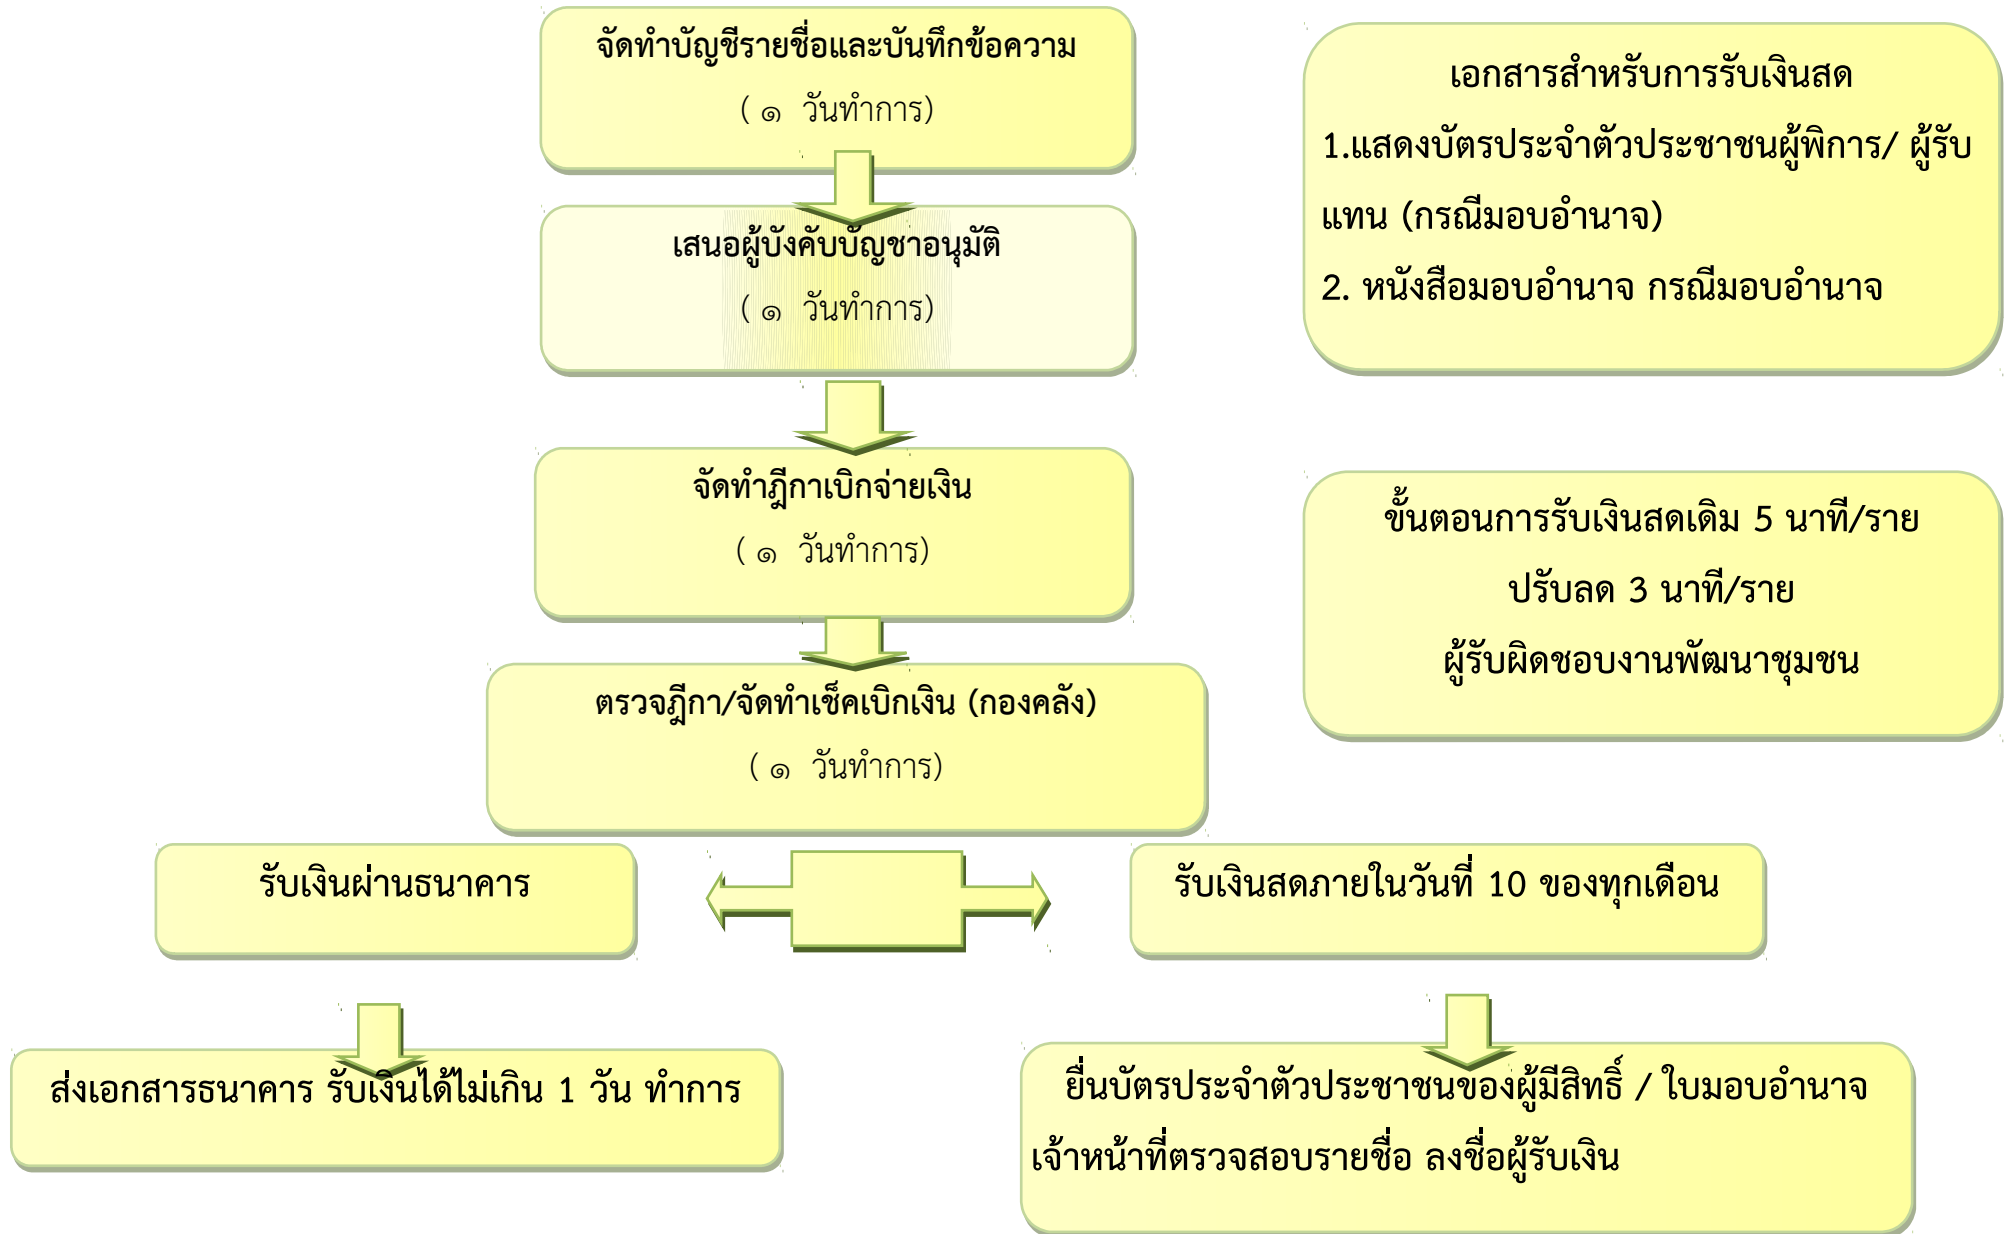 จัดทำบัญชีรายชื่อและบันทึกข้อความ
( ๑ วันทำการ)
เสนอผู้บังคับบัญชาอนุมัติ
( ๑ วันทำการ)
จัดทำฎีกาเบิกจ่ายเงิน
( ๑ วันทำการ)
ตรวจฎีกา/จัดทำเช็คเบิกเงิน (กองคลัง)
( ๑ วันทำการ)
รับเงินผ่านธนาคาร
รับเงินสดภายในวันที่ 10 ของทุกเดือน
ส่งเอกสารธนาคาร รับเงินได้ไม่เกิน 1 วัน ทำการ
ยื่นบัตรประจำตัวประชาชนของผู้มีสิทธิ์ / ใบมอบอำนาจ
เจ้าหน้าที่ตรวจสอบรายชื่อ ลงชื่อผู้รับเงิน
เอกสารสำหรับการรับเงินสด
1.แสดงบัตรประจำตัวประชาชนผู้พิการ/ ผู้รับ
แทน (กรณีมอบอำนาจ)
2. หนังสือมอบอำนาจ กรณีมอบอำนาจ
ขั้นตอนการรับเงินสดเดิม 5 นาที/ราย
ปรับลด 3 นาที/ราย
ผู้รับผิดชอบงานพัฒนาชุมชน